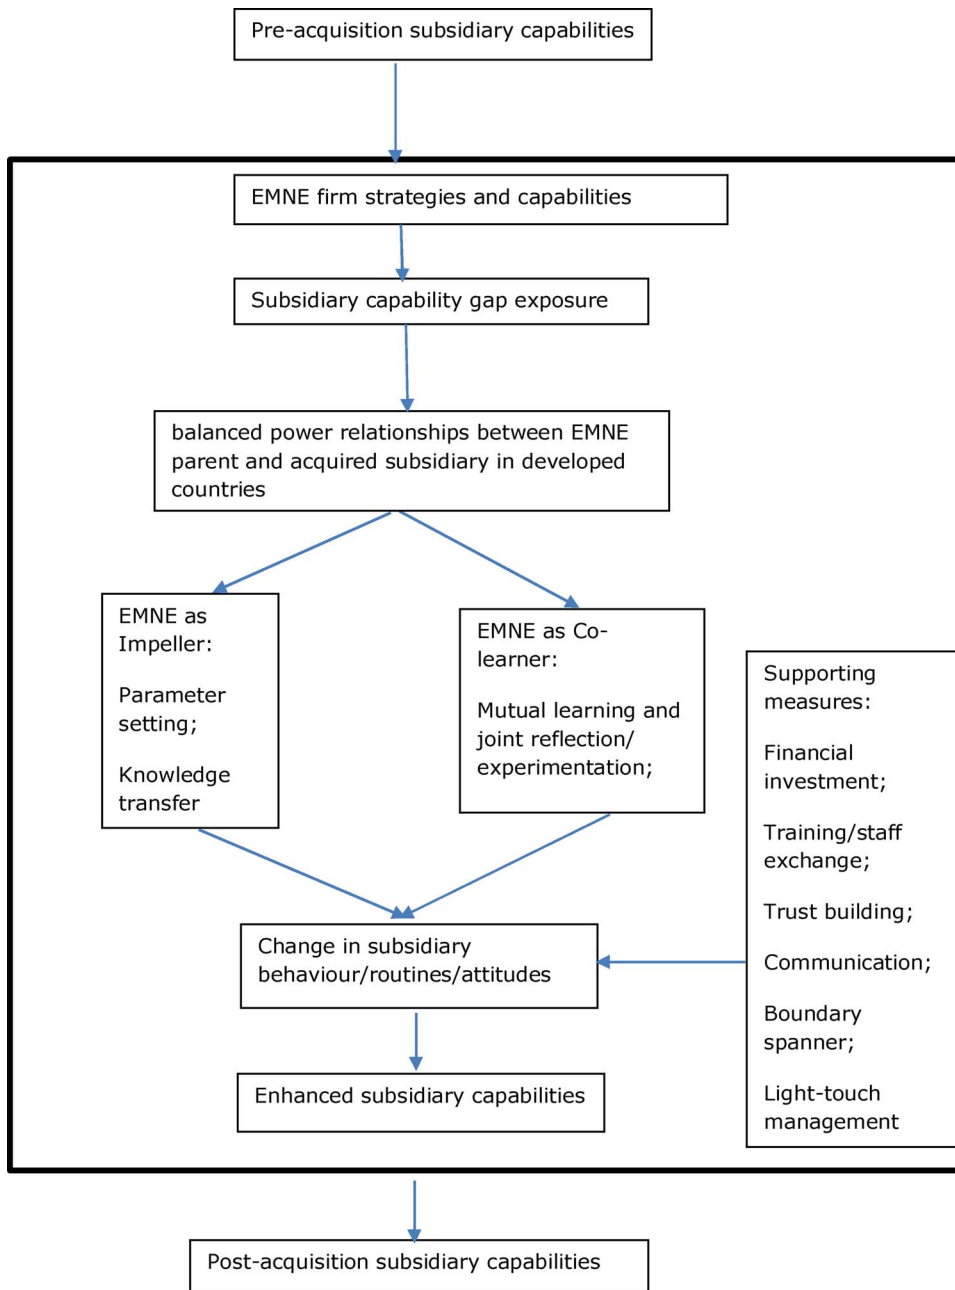 Pre-acquisition subsidiary capabilities
EMNE firm strategies and capabilities
Subsidiary capability gap exposure
balanced power relationships between EMNE
parent and acquired subsidiary in developed
countries
EMNE as
Impeller:
Parameter
setting;
Knowledge
transfer
EMNE as Co-
learner:
Mutual learning and
joint reflection/
experimentation;
Supporting
measures:
Financial
investment;
Training/staff
exchange;
Trust building;
Communication;
Boundary
spanner;
Light-touch
management
Change in subsidiary
behaviour/routines/attitudes
Enhanced subsidiary capabilities
Post-acquisition subsidiary capabilities